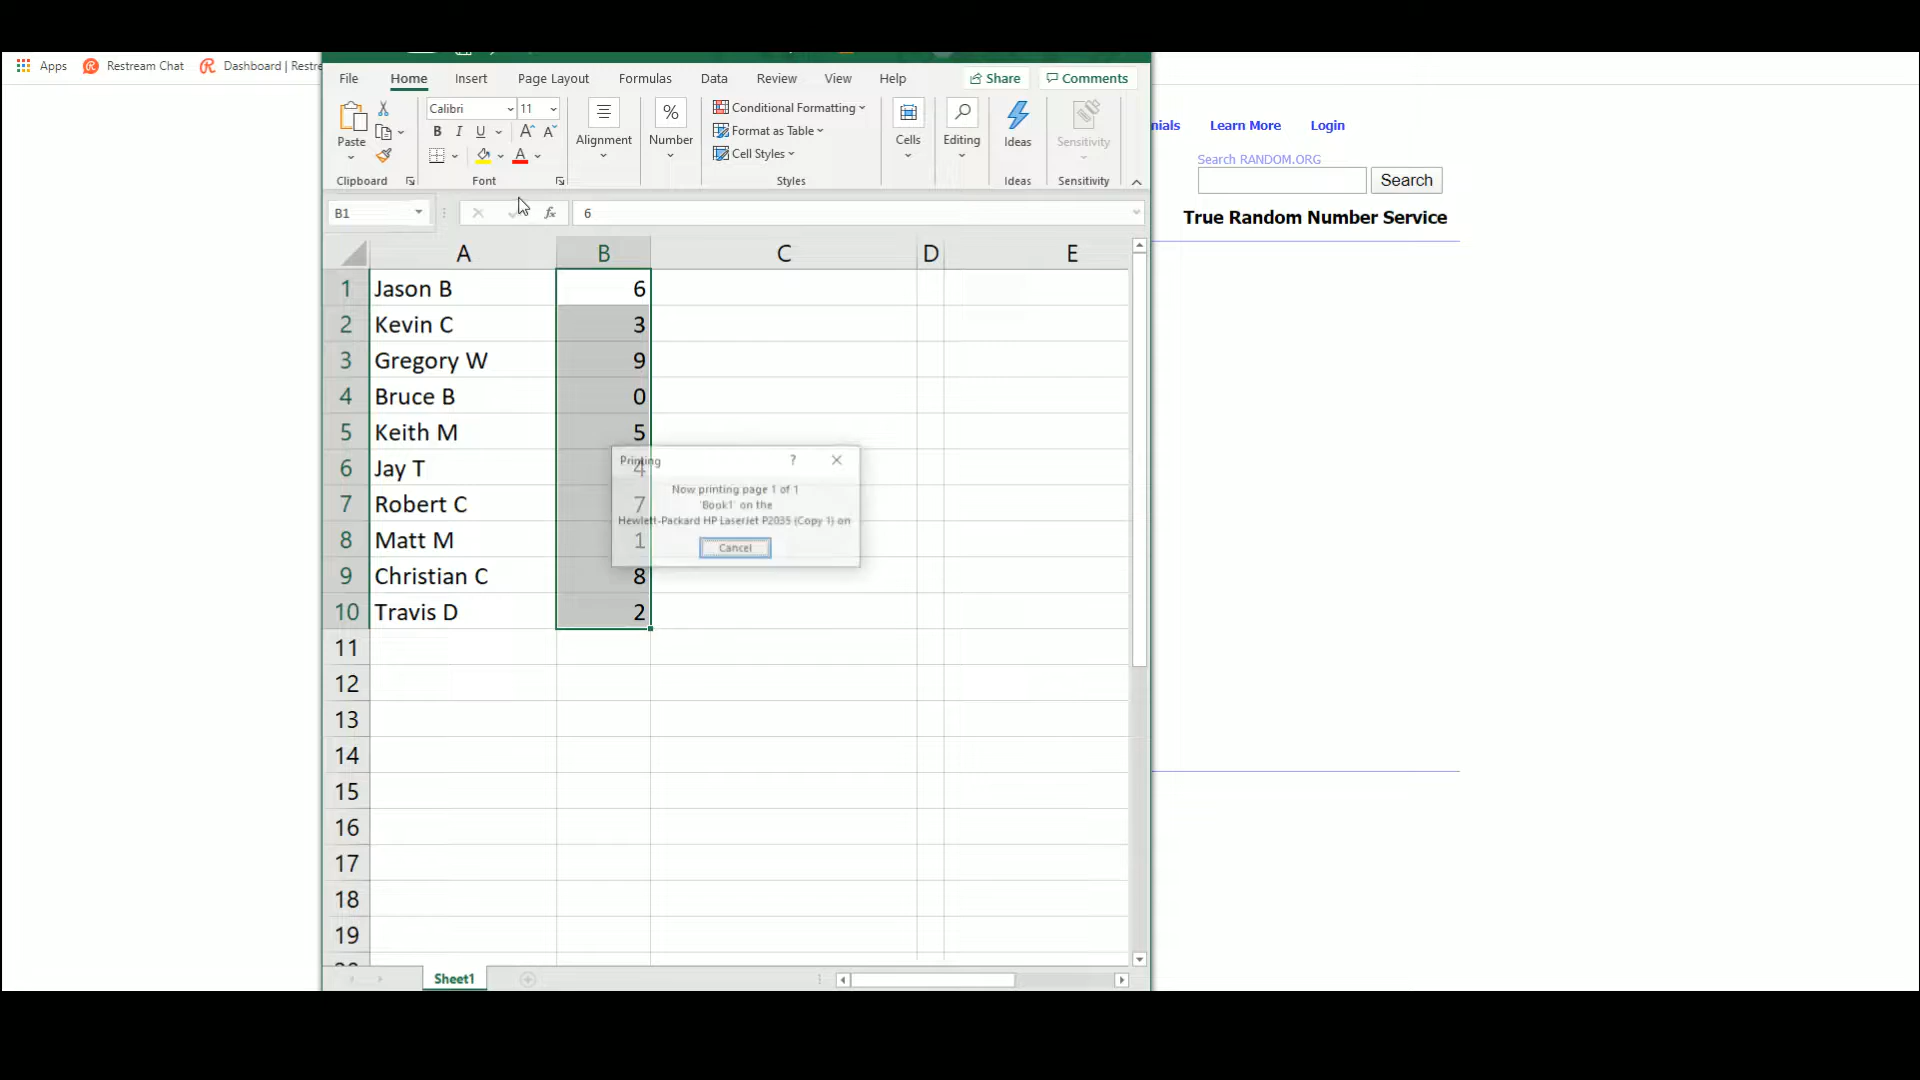 Apps Restream Chat Dashboard | Restre
File Home Insert Page Layout Formulas Data Review View Help Share Comments
Calibri 11
Paste B I U A A
Alignment
Number
Conditional Formatting
Format as Table
Cell Styles
Cells
Editing
Ideas
Sensitivity
Clipboard Font Styles Ideas Sensitivity
B1 fx 6
A B C D E
1 Jason B 6
2 Kevin C 3
3 Gregory W 9
4 Bruce B 0
5 Keith M 5
6 Jay T 4
7 Robert C 7
8 Matt M 1
9 Christian C 8
10 Travis D 2
11
12
13
14
15
16
17
18
19
Printing ?
Now printing page 1 of 1
'Book1' on the
Hewlett-Packard HP LaserJet P2035 (Copy 1) on
Cancel
Sheet1
nials Learn More Login
Search RANDOM.ORG
Search
True Random Number Service